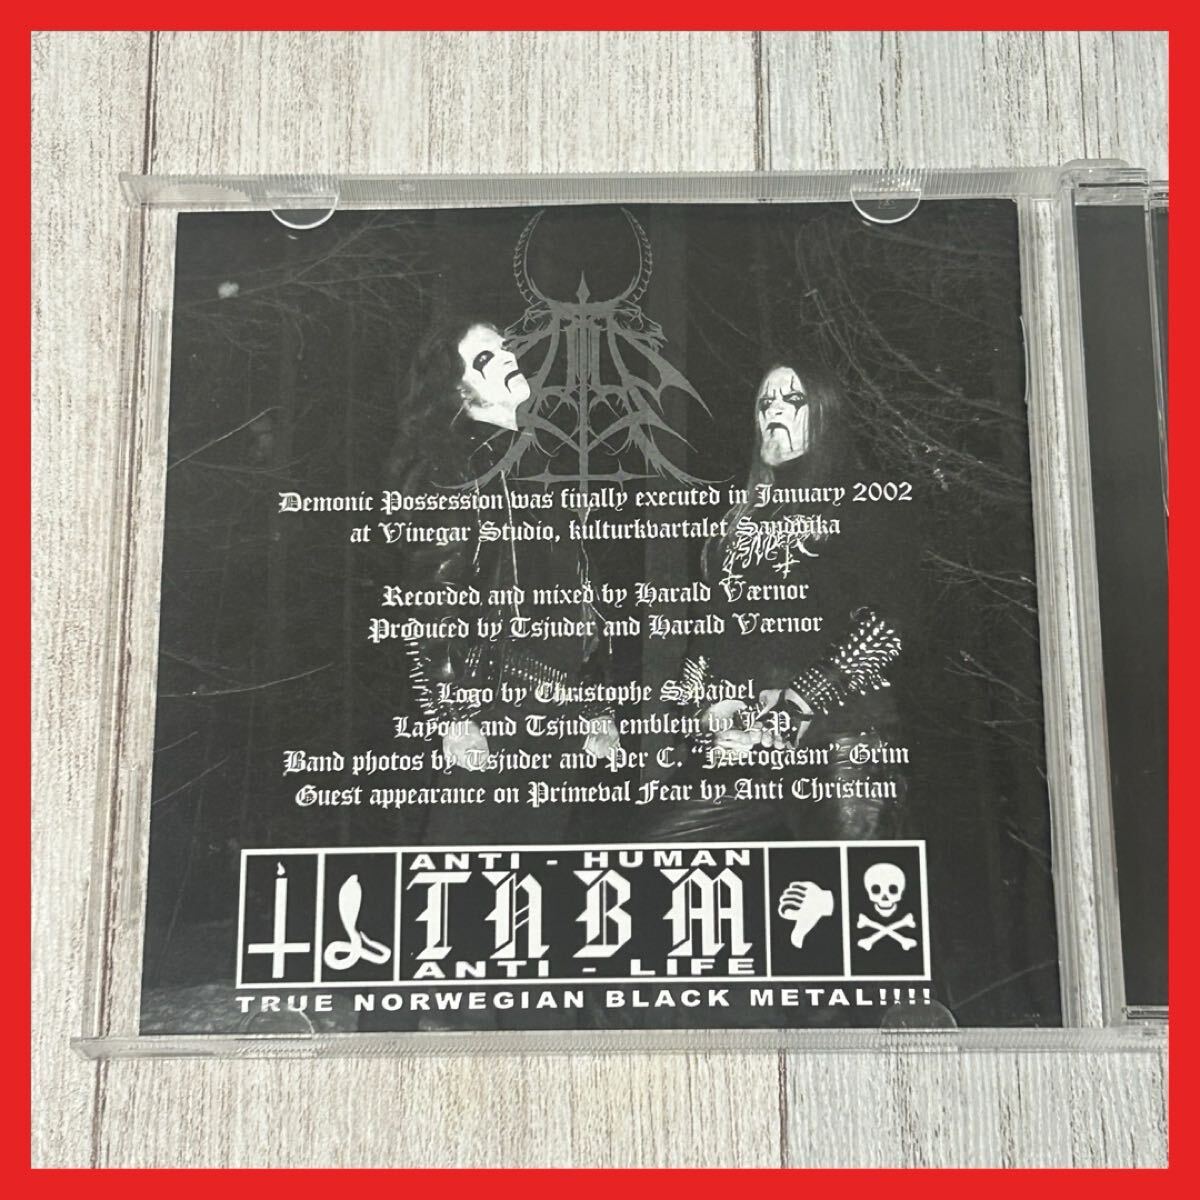 Demonic Possession was finally executed in January 2002
at Vinegar Studio, kulturkvartalet Sandvika
Recorded and mixed by Harald Værnor
Produced by Tsjuder and Harald Værnor
Logo by Christophe Szpajdel
Layout and Tsjuder emblem by L.P.
Band photos by Tsjuder and Per C. "Necrogasm" Grim
Guest appearance on Primeval Fear by Anti Christian
ANTI - HUMAN
TNBM
ANTI - LIFE
TRUE NORWEGIAN BLACK METAL!!!!